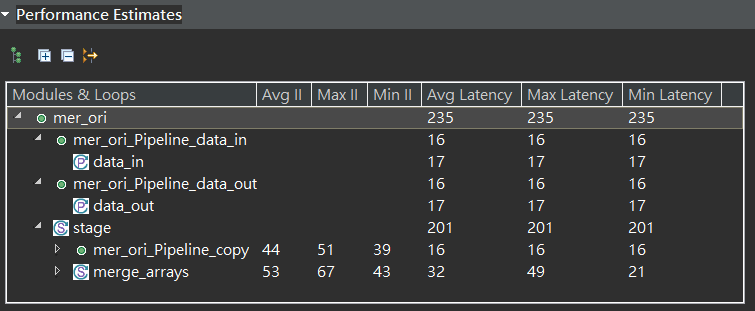 Performance Estimates
Modules & Loops Avg II Max II Min II Avg Latency Max Latency Min Latency
mer_ori 235 235 235
mer_ori_Pipeline_data_in 16 16 16
P data_in 17 17 17
mer_ori_Pipeline_data_out 16 16 16
P data_out 17 17 17
S stage 201 201 201
mer_ori_Pipeline_copy 44 51 39 16 16 16
S merge_arrays 53 67 43 32 49 21